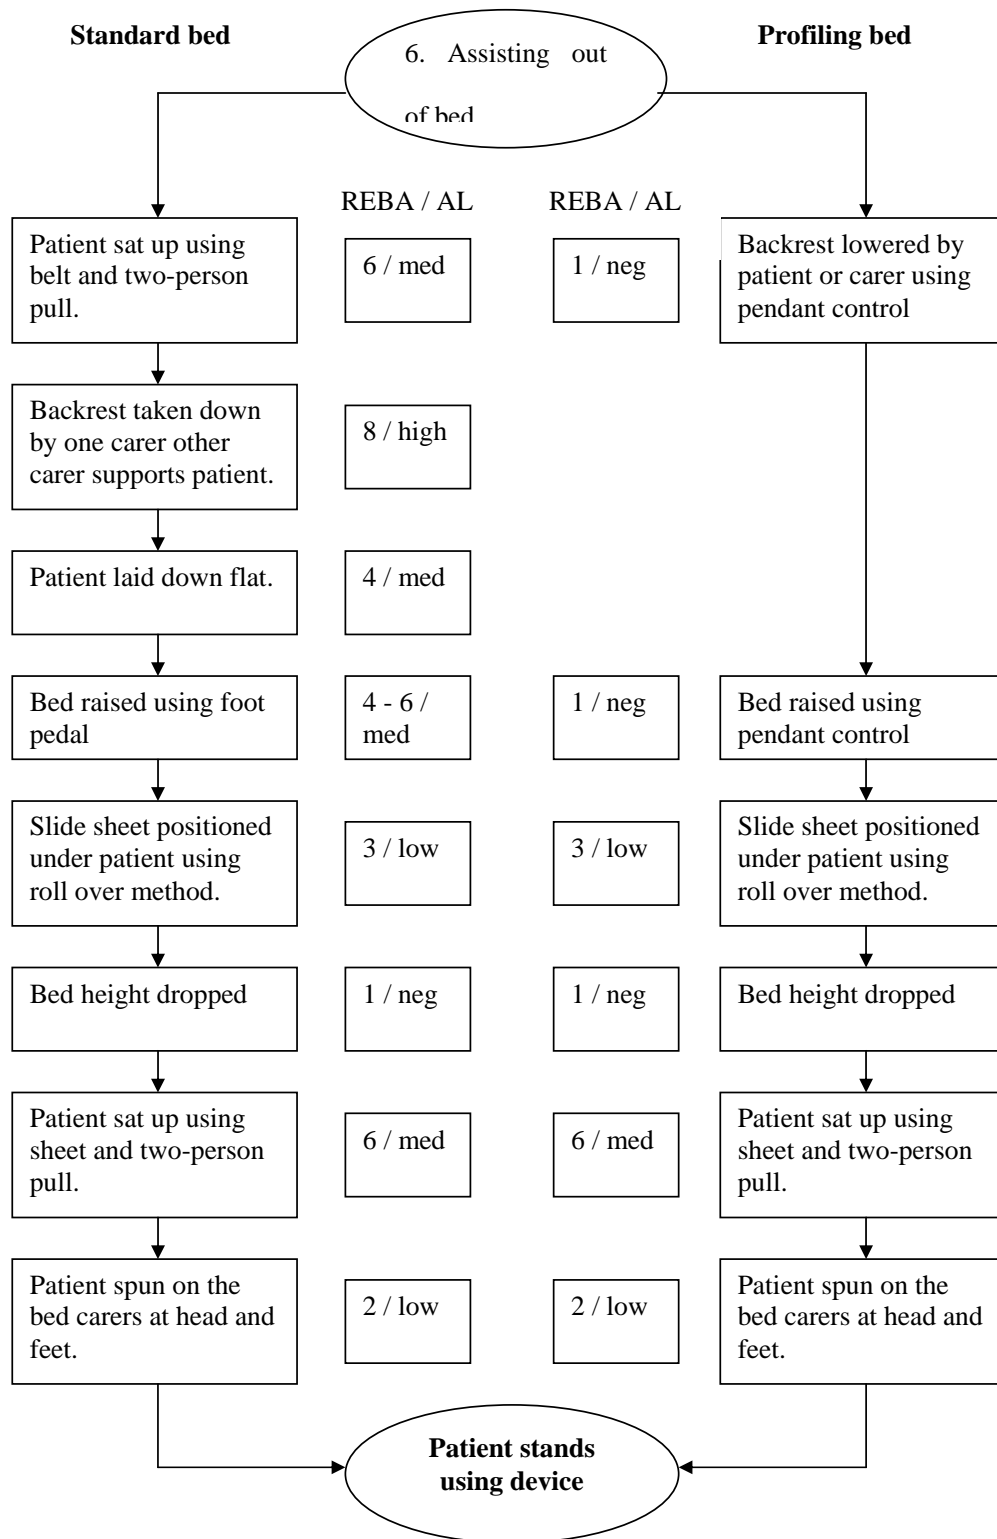 Standard bed
6. Assisting out
of bed
Profiling bed
REBA / AL
REBA / AL
Patient sat up using
belt and two-person
pull.
6 / med
1 / neg
Backrest lowered by
patient or carer using
pendant control
Backrest taken down
by one carer other
carer supports patient.
8 / high
Patient laid down flat.
4 / med
Bed raised using foot
pedal
4 - 6 /
med
1 / neg
Bed raised using
pendant control
Slide sheet positioned
under patient using
roll over method.
3 / low
3 / low
Slide sheet positioned
under patient using
roll over method.
Bed height dropped
1 / neg
1 / neg
Bed height dropped
Patient sat up using
sheet and two-person
pull.
6 / med
6 / med
Patient sat up using
sheet and two-person
pull.
Patient spun on the
bed carers at head and
feet.
2 / low
2 / low
Patient spun on the
bed carers at head and
feet.
Patient stands
using device